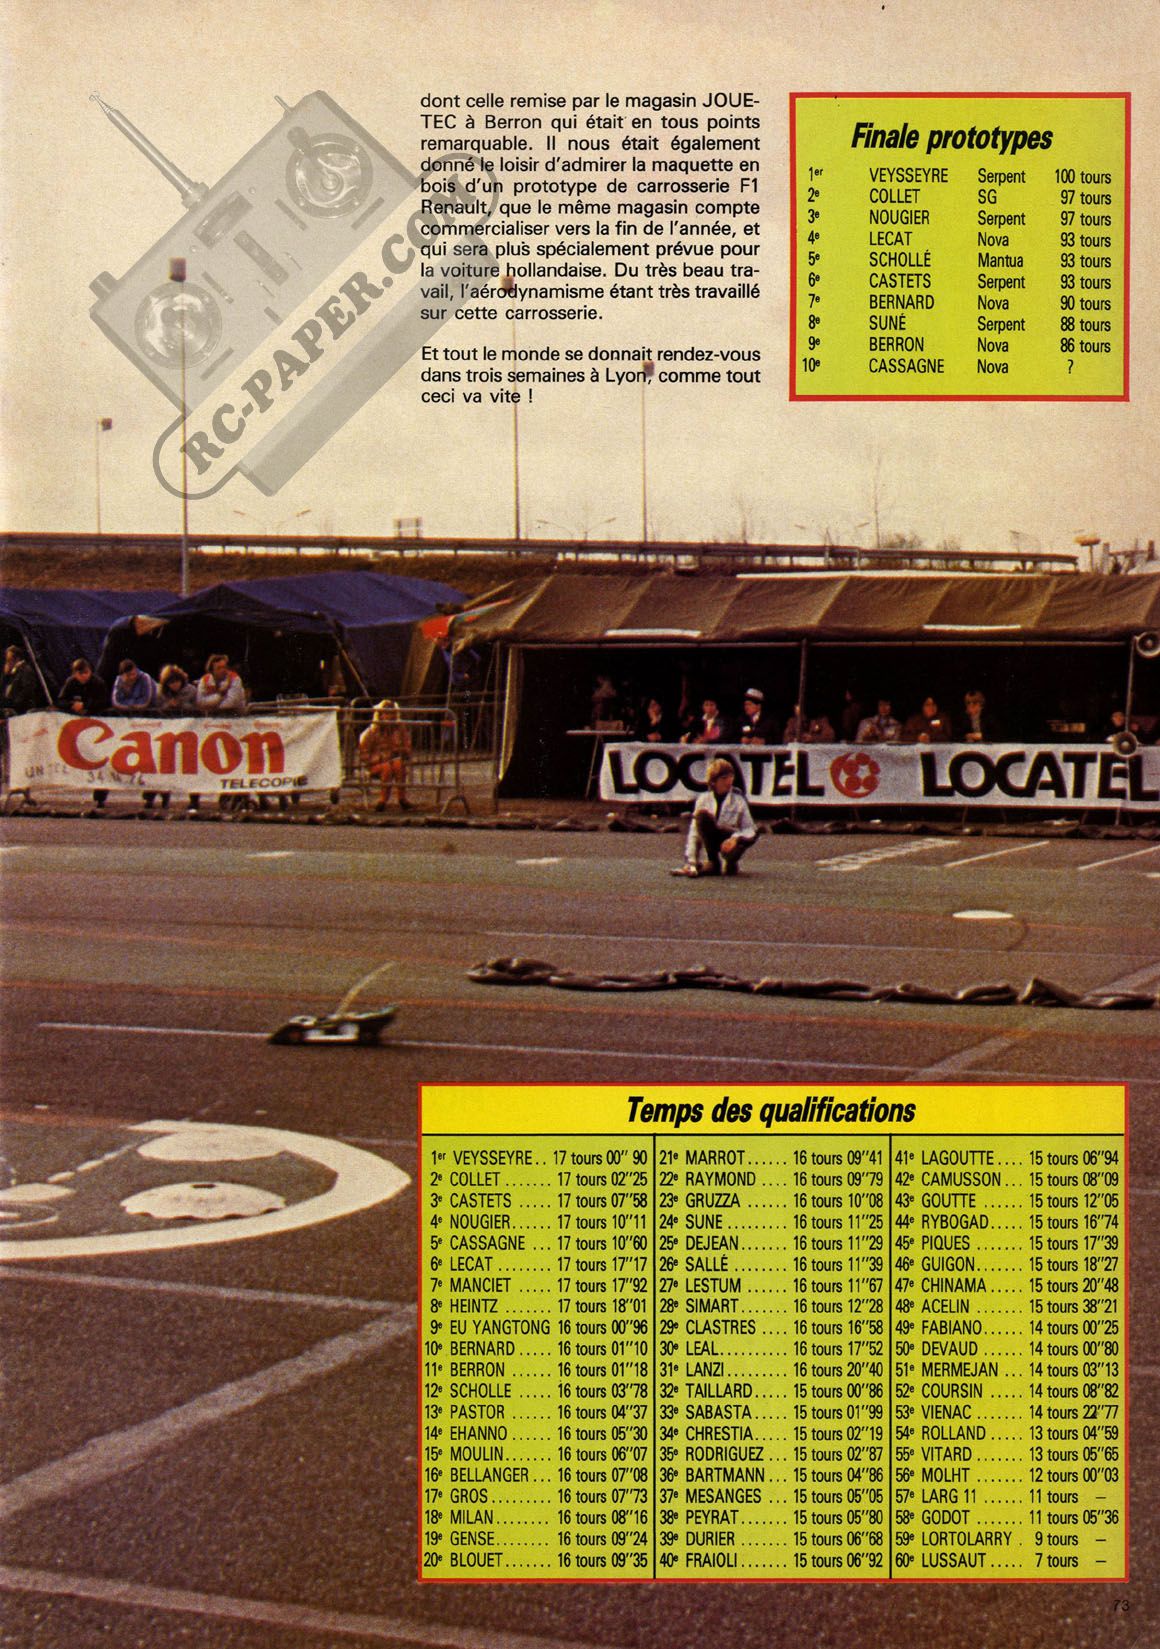 dont celle remise par le magasin JOUE-
TEC à Berron qui était en tous points
remarquable. Il nous était également
donné le loisir d'admirer la maquette en
bois d'un prototype de carrosserie F1
Renault, que le même magasin compte
commercialiser vers la fin de l'année, et
qui sera plus spécialement prévue pour
la voiture hollandaise. Du très beau tra-
vail, l'aérodynamisme étant très travaillé
sur cette carrosserie.
Et tout le monde se donnait rendez-vous
dans trois semaines à Lyon, comme tout
ceci va vite !
RC-PAPER.COM
Finale prototypes
1er VEYSSEYRE Serpent 100 tours
2e COLLET SG 97 tours
3e NOUGIER Serpent 97 tours
4e LECAT Nova 93 tours
5e SCHOLLÉ Mantua 93 tours
6e CASTETS Serpent 93 tours
7e BERNARD Nova 90 tours
8e SUNÉ Serpent 88 tours
9e BERRON Nova 86 tours
10e CASSAGNE Nova ?
Canon
TELECOPIE
LOCATEL LOCATEL
Temps des qualifications
1er VEYSSEYRE.. 17 tours 00"90
2e COLLET ....... 17 tours 02"25
3e CASTETS ..... 17 tours 07"58
4e NOUGIER...... 17 tours 10"11
5e CASSAGNE ... 17 tours 10"60
6e LECAT ........ 17 tours 17"17
7e MANCIET ..... 17 tours 17"92
8e HEINTZ ....... 17 tours 18"01
9e EU YANGTONG 16 tours 00"96
10e BERNARD..... 16 tours 01"10
11e BERRON ...... 16 tours 01"18
12e SCHOLLE ..... 16 tours 03"78
13e PASTOR ...... 16 tours 04"37
14e EHANNO ...... 16 tours 05"30
15e MOULIN....... 16 tours 06"07
16e BELLANGER ... 16 tours 07"08
17e GROS......... 16 tours 07"73
18e MILAN........ 16 tours 08"16
19e GENSE........ 16 tours 09"24
20e BLOUET....... 16 tours 09"35
21e MARROT...... 16 tours 09"41
22e RAYMOND .... 16 tours 09"79
23e GRUZZA ...... 16 tours 10"08
24e SUNE ......... 16 tours 11"25
25e DEJEAN....... 16 tours 11"29
26e SALLÉ ........ 16 tours 11"39
27e LESTUM ...... 16 tours 11"67
28e SIMART....... 16 tours 12"28
29e CLASTRES .... 16 tours 16"58
30e LEAL.......... 16 tours 17"52
31e LANZI......... 16 tours 20"40
32e TAILLARD..... 15 tours 00"86
33e SABASTA..... 15 tours 01"99
34e CHRESTIA..... 15 tours 02"19
35e RODRIGUEZ ... 15 tours 02"87
36e BARTMANN... 15 tours 04"86
37e MESANGES ... 15 tours 05"05
38e PEYRAT....... 15 tours 05"80
39e DURIER ....... 15 tours 06"68
40e FRAIOLI....... 15 tours 06"92
41e LAGOUTTE.... 15 tours 06"94
42e CAMUSSON... 15 tours 08"09
43e GOUTTE ...... 15 tours 12"05
44e RYBOGAD..... 15 tours 16"74
45e PIQUES ....... 15 tours 17"39
46e GUIGON....... 15 tours 18"27
47e CHINAMA..... 15 tours 20"48
48e ACELIN ....... 15 tours 38"21
49e FABIANO...... 14 tours 00"25
50e DEVAUD ...... 14 tours 00"80
51e MERMEJAN ... 14 tours 03"13
52e COURSIN ..... 14 tours 08"82
53e VIENAC ....... 14 tours 22"77
54e ROLLAND ..... 13 tours 04"59
55e VITARD ....... 13 tours 05"65
56e MOLHT ....... 12 tours 00"03
57e LARG 11 ...... 11 tours –
58e GODOT ....... 11 tours 05"36
59e LORTOLARRY . 9 tours –
60e LUSSAUT ..... 7 tours –
73